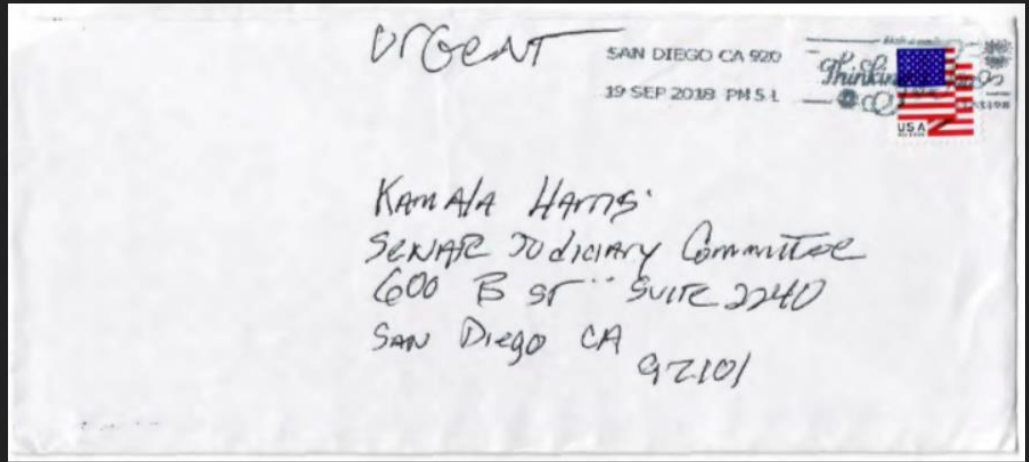 Urgent
SAN DIEGO CA 920
19 SEP 2018 PM 5 L
Thinking
USA
Kamala Harris
Senate Judiciary Committee
600 B St Suite 2240
San Diego CA
92101